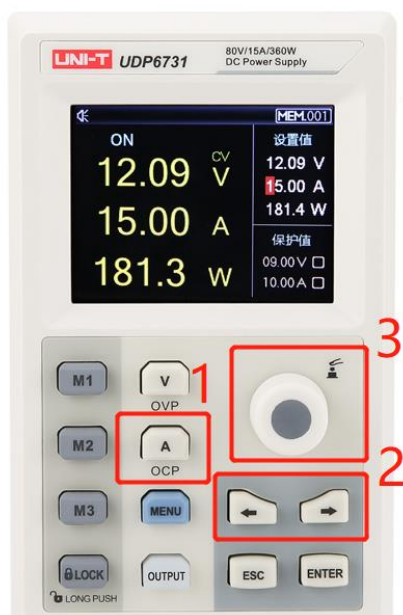 UNI-T UDP6731
80V/15A/360W
DC Power Supply
MEM.001
ON
12.09 CV V
15.00 A
181.3 W
设置值
12.09 V
15.00 A
181.4 W
保护值
09.00V
10.00A
3
M1
V
1
OVP
M2
A
OCP
2
M3
MENU
LOCK
OUTPUT
ESC
ENTER
LONG PUSH